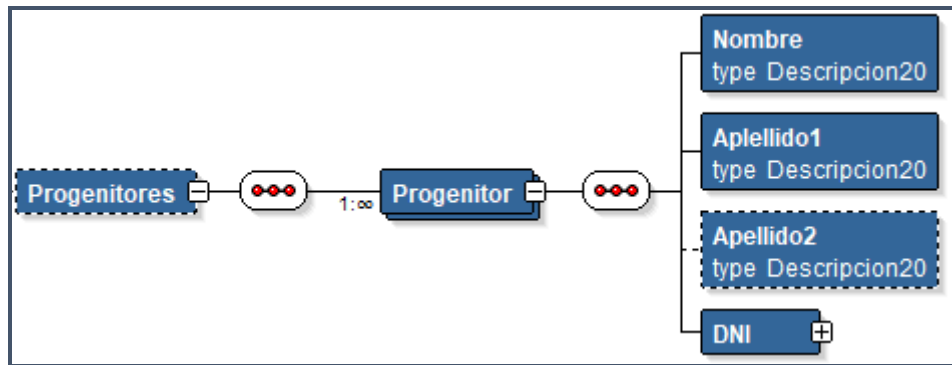 Nombre
type Descripcion20
Aplellido1
type Descripcion20
Progenitores
1:∞
Progenitor
Apellido2
type Descripcion20
DNI